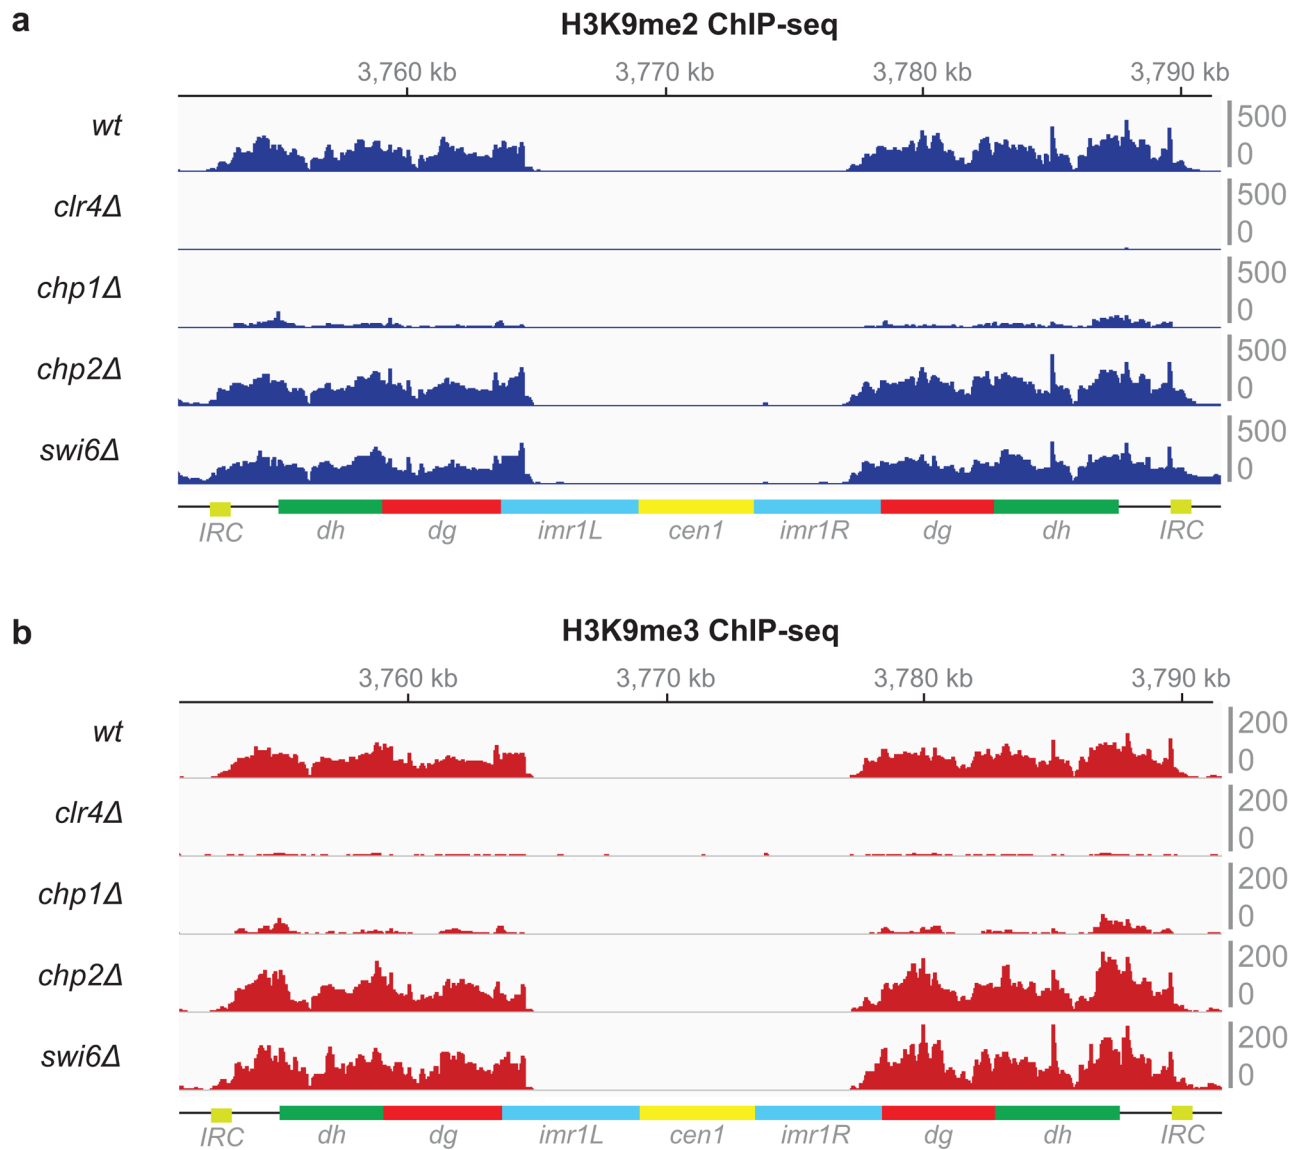 a
H3K9me2 ChIP-seq
3,760 kb 3,770 kb 3,780 kb 3,790 kb
wt 500 0
clr4Δ 500 0
chp1Δ 500 0
chp2Δ 500 0
swi6Δ 500 0
IRC dh dg imr1L cen1 imr1R dg dh IRC
b
H3K9me3 ChIP-seq
3,760 kb 3,770 kb 3,780 kb 3,790 kb
wt 200 0
clr4Δ 200 0
chp1Δ 200 0
chp2Δ 200 0
swi6Δ 200 0
IRC dh dg imr1L cen1 imr1R dg dh IRC